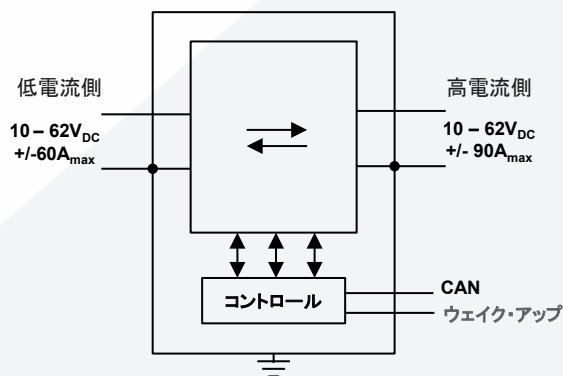 低電流側
10 – 62VDC
+/-60Amax
高電流側
10 – 62VDC
+/- 90Amax
コントロール
CAN
ウェイク・アップ